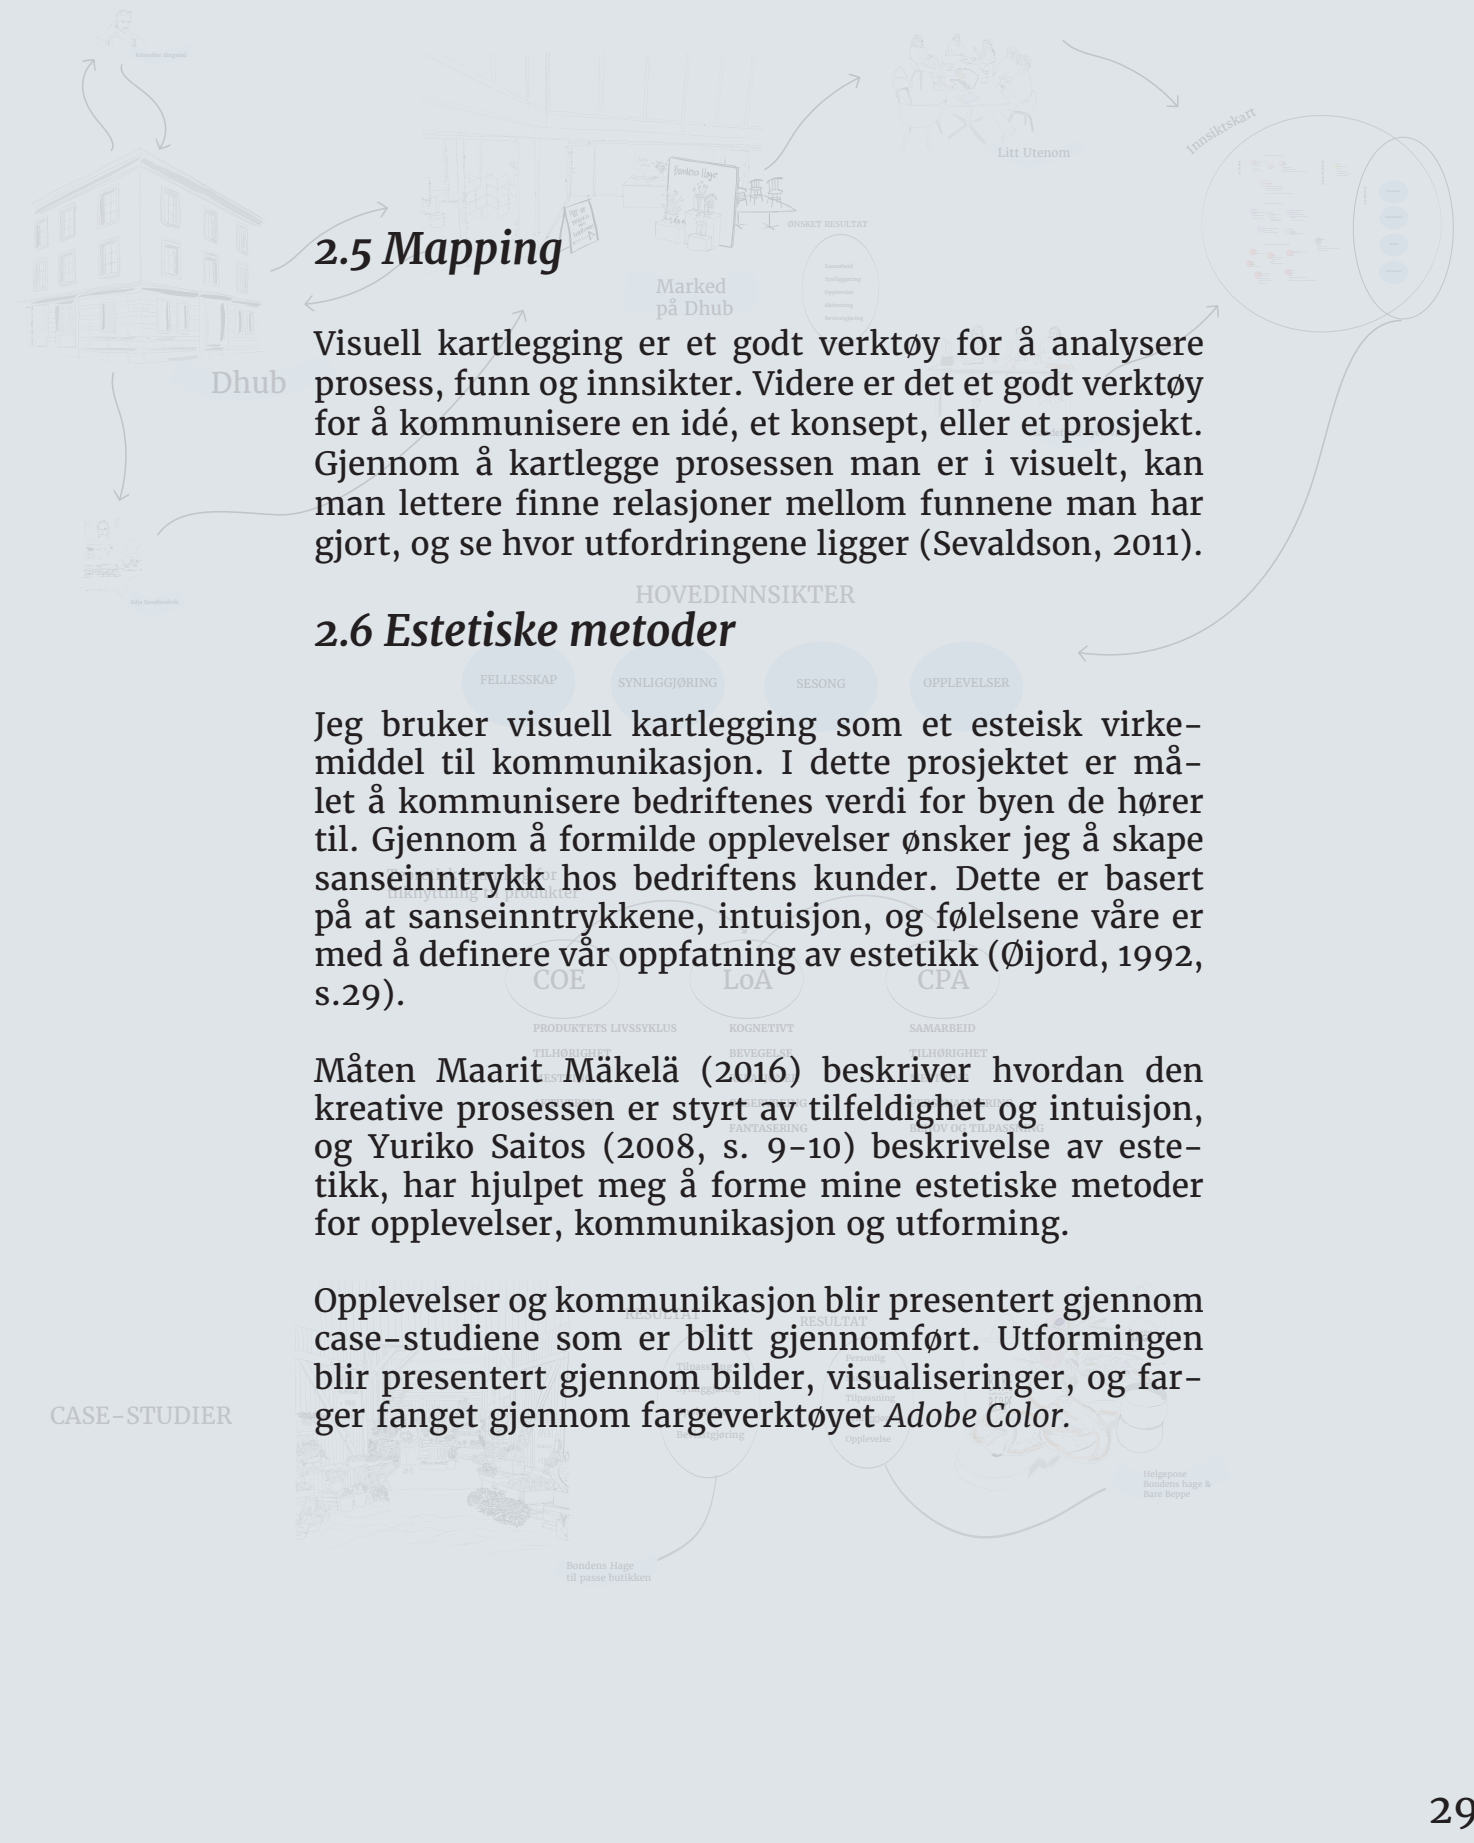 2.5 Mapping
Visuell kartlegging er et godt verktøy for å analysere
prosess, funn og innsikter. Videre er det et godt verktøy
for å kommunisere en idé, et konsept, eller et prosjekt.
Gjennom å kartlegge prosessen man er i visuelt, kan
man lettere finne relasjoner mellom funnene man har
gjort, og se hvor utfordringene ligger (Sevaldson, 2011).
2.6 Estetiske metoder
Jeg bruker visuell kartlegging som et esteisk virke-
middel til kommunikasjon. I dette prosjektet er må-
let å kommunisere bedriftenes verdi for byen de hører
til. Gjennom å formilde opplevelser ønsker jeg å skape
sanseinntrykk hos bedriftens kunder. Dette er basert
på at sanseinntrykkene, intuisjon, og følelsene våre er
med å definere vår oppfatning av estetikk (Øijord, 1992,
s.29).
Måten Maarit Mäkelä (2016) beskriver hvordan den
kreative prosessen er styrt av tilfeldighet og intuisjon,
og Yuriko Saitos (2008, s. 9-10) beskrivelse av este-
tikk, har hjulpet meg å forme mine estetiske metoder
for opplevelser, kommunikasjon og utforming.
Opplevelser og kommunikasjon blir presentert gjennom
case-studiene som er blitt gjennomført. Utformingen
blir presentert gjennom bilder, visualiseringer, og far-
ger fanget gjennom fargeverktøyet Adobe Color.
Litt Utenom
Innsiktskart
ØNSKET RESULTAT
Marked
på Dhub
Dhub
HOVEDINNSIKTER
FELLESSKAP
SYNLIGGJØRING
SESONG
OPPLEVELSER
COE
LoA
CPA
PRODUKTETS LIVSSYKLUS
KOGNETIVT
SAMARBEID
TILHØRIGHET
BEVEGELSE
TILHØRIGHET
FANTASERING
BEHOV OG TILPASSNING
RESULTAT
RESULTAT
Personlig
Tilpassning
Bevisstgjøring
Opplevelse
CASE-STUDIER
Helgepose
Bondens hage &
Bare Beppe
Bondens Hage
til passe butikken
29